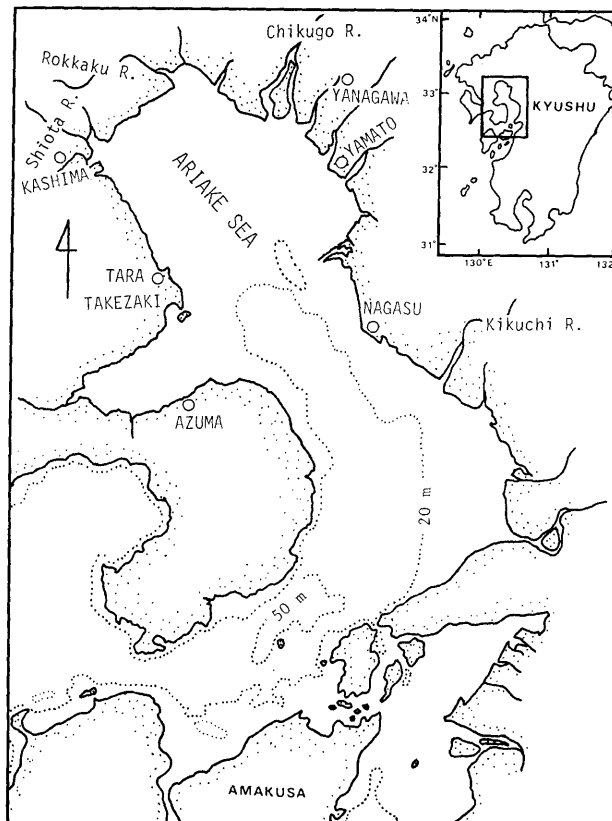 Chikugo R.
Rokkaku R.
YANAGAWA
Shiota R.
YAMATO
KASHIMA
ARIAKE SEA
TARA
TAKEZAKI
NAGASU
Kikuchi R.
AZUMA
20 m
50 m
AMAKUSA
34°N
33°
KYUSHU
32°
31°
130°E
131°
132